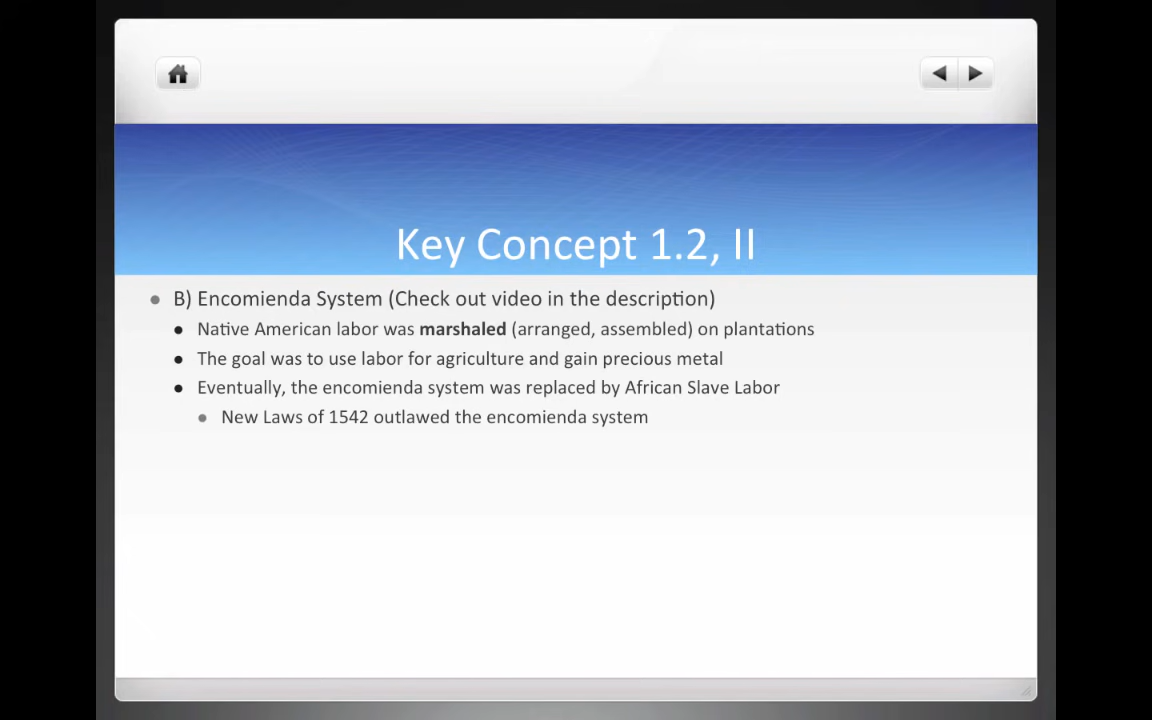 Key Concept 1.2, II
B) Encomienda System (Check out video in the description)
Native American labor was marshaled (arranged, assembled) on plantations
The goal was to use labor for agriculture and gain precious metal
Eventually, the encomienda system was replaced by African Slave Labor
New Laws of 1542 outlawed the encomienda system